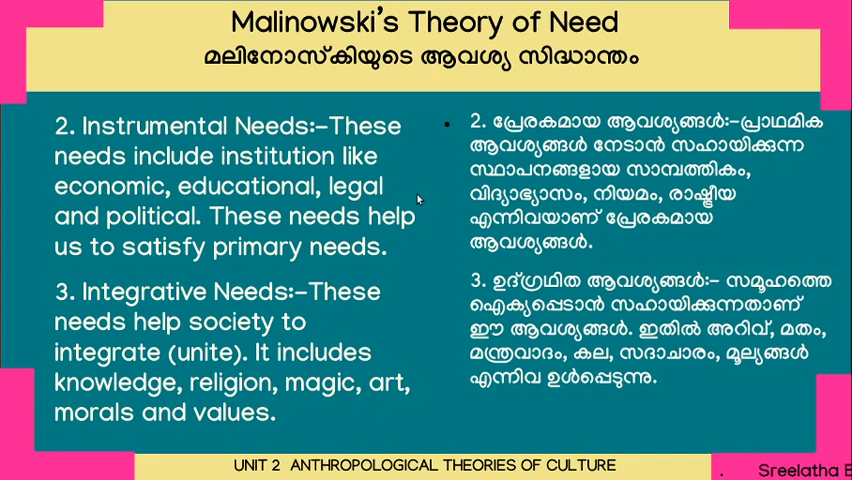 Malinowski's Theory of Need
മലിനോസ്കിയുടെ ആവശ്യ സിദ്ധാന്തം
2. Instrumental Needs:-These
needs include institution like
economic, educational, legal
and political. These needs help
us to satisfy primary needs.
3. Integrative Needs:-These
needs help society to
integrate (unite). It includes
knowledge, religion, magic, art,
morals and values.
• 2. പ്രേരകമായ ആവശ്യങ്ങൾ:-പ്രാഥമിക
ആവശ്യങ്ങൾ നേടാൻ സഹായിക്കുന്ന
സ്ഥാപനങ്ങളായ സാമ്പത്തികം,
വിദ്യാഭ്യാസം, നിയമം, രാഷ്ട്രീയ
എന്നിവയാണ് പ്രേരകമായ
ആവശ്യങ്ങൾ.
3. ഉദ്ഗ്രഥിത ആവശ്യങ്ങൾ:- സമൂഹത്തെ
ഐക്യപ്പെടാൻ സഹായിക്കുന്നതാണ്
ഈ ആവശ്യങ്ങൾ. ഇതിൽ അറിവ്, മതം,
മന്ത്രവാദം, കല, സദാചാരം, മൂല്യങ്ങൾ
എന്നിവ ഉൾപ്പെടുന്നു.
UNIT 2 ANTHROPOLOGICAL THEORIES OF CULTURE
. Sreelatha E